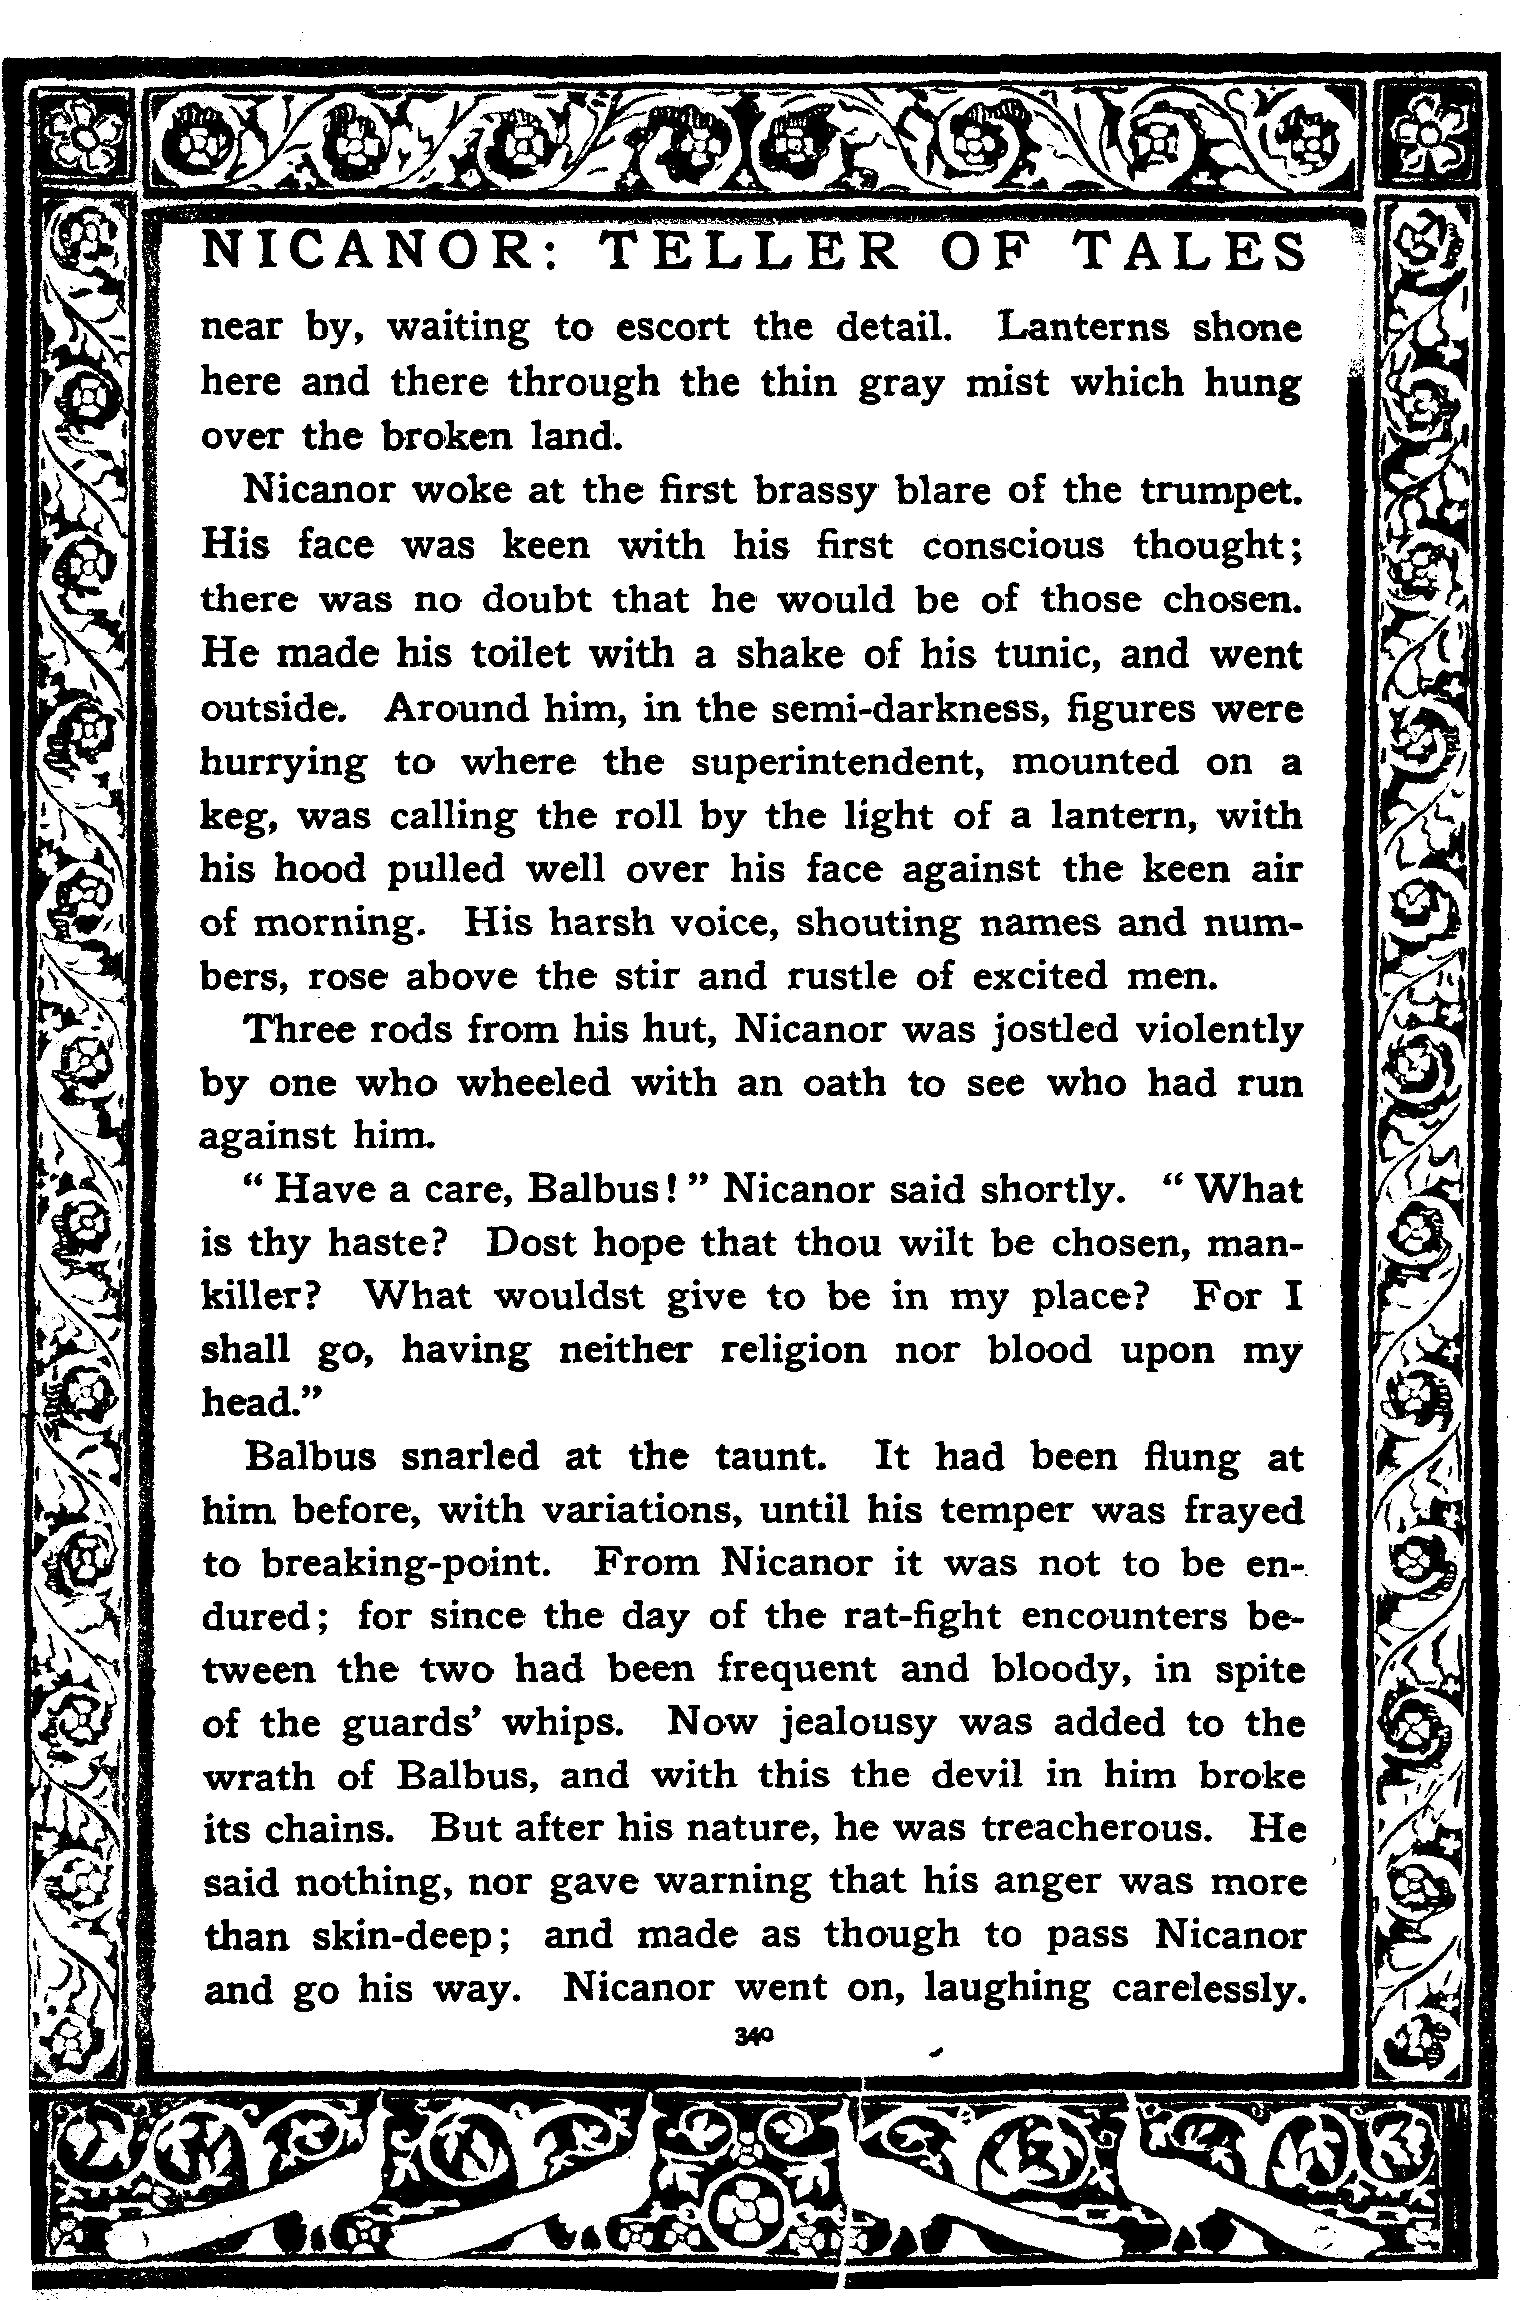 NICANOR: TELLER OF TALES
near by, waiting to escort the detail. Lanterns shone
here and there through the thin gray mist which hung
over the broken land.
Nicanor woke at the first brassy blare of the trumpet.
His face was keen with his first conscious thought;
there was no doubt that he would be of those chosen.
He made his toilet with a shake of his tunic, and went
outside. Around him, in the semi-darkness, figures were
hurrying to where the superintendent, mounted on a
keg, was calling the roll by the light of a lantern, with
his hood pulled well over his face against the keen air
of morning. His harsh voice, shouting names and num-
bers, rose above the stir and rustle of excited men.
Three rods from his hut, Nicanor was jostled violently
by one who wheeled with an oath to see who had run
against him.
“ Have a care, Balbus! ” Nicanor said shortly. “ What
is thy haste? Dost hope that thou wilt be chosen, man-
killer? What wouldst give to be in my place? For I
shall go, having neither religion nor blood upon my
head.”
Balbus snarled at the taunt. It had been flung at
him before, with variations, until his temper was frayed
to breaking-point. From Nicanor it was not to be en-
dured; for since the day of the rat-fight encounters be-
tween the two had been frequent and bloody, in spite
of the guards’ whips. Now jealousy was added to the
wrath of Balbus, and with this the devil in him broke
its chains. But after his nature, he was treacherous. He
said nothing, nor gave warning that his anger was more
than skin-deep; and made as though to pass Nicanor
and go his way. Nicanor went on, laughing carelessly.
340